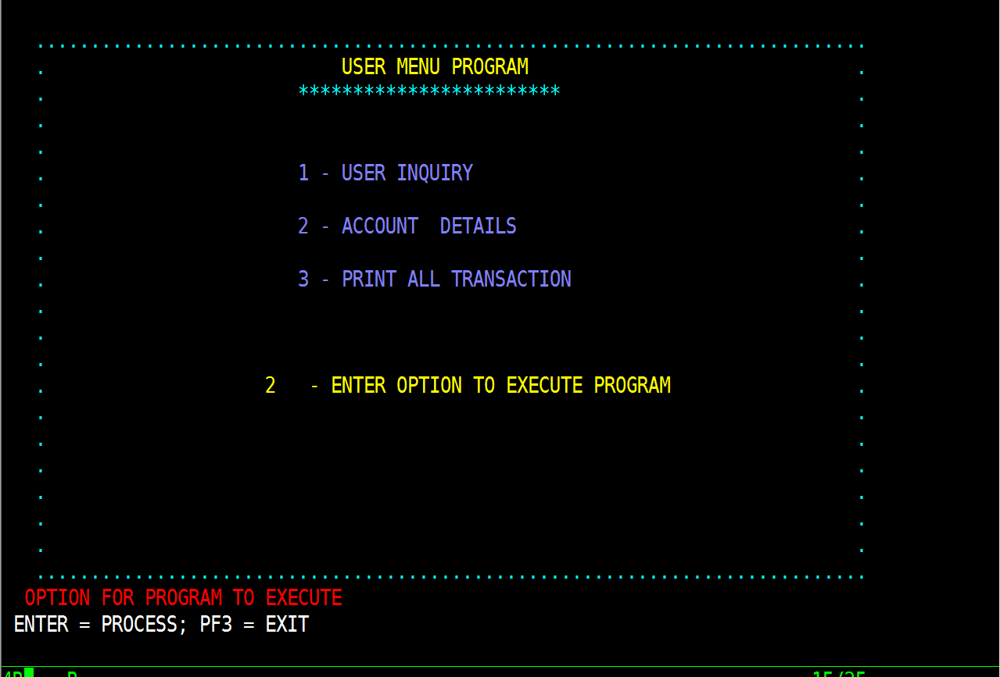 USER MENU PROGRAM
************************
1 - USER INQUIRY
2 - ACCOUNT  DETAILS
3 - PRINT ALL TRANSACTION
2   - ENTER OPTION TO EXECUTE PROGRAM
OPTION FOR PROGRAM TO EXECUTE
ENTER = PROCESS; PF3 = EXIT